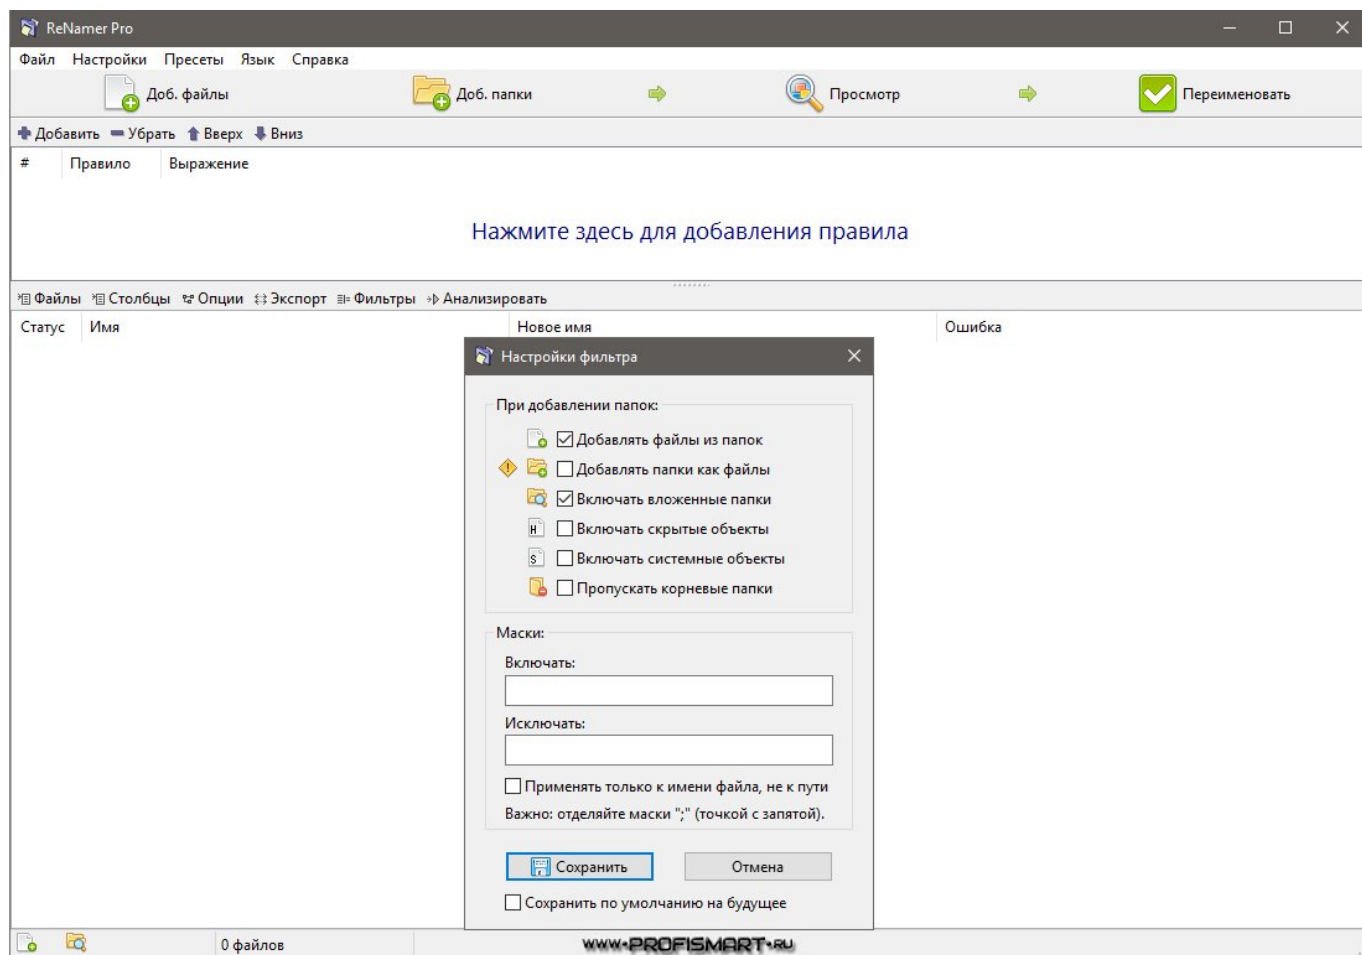 ReNamer Pro
Файл Настройки Пресеты Язык Справка
Доб. файлы Доб. папки Просмотр Переименовать
Добавить Убрать Вверх Вниз
# Правило Выражение
Нажмите здесь для добавления правила
Файлы Столбцы Опции Экспорт Фильтры Анализировать
Статус Имя Новое имя Ошибка
Настройки фильтра
При добавлении папок:
Добавлять файлы из папок
Добавлять папки как файлы
Включать вложенные папки
H Включать скрытые объекты
S Включать системные объекты
Пропускать корневые папки
Маски:
Включать:
Исключать:
Применять только к имени файла, не к пути
Важно: отделяйте маски ";" (точкой с запятой).
Сохранить Отмена
Сохранить по умолчанию на будущее
0 файлов WWW•PROFISMART•RU